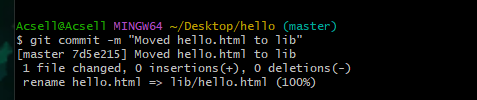 Acsell@Acsell MINGW64 ~/Desktop/hello (master)
$ git commit -m "Moved hello.html to lib"
[master 7d5e215] Moved hello.html to lib
 1 file changed, 0 insertions(+), 0 deletions(-)
 rename hello.html => lib/hello.html (100%)